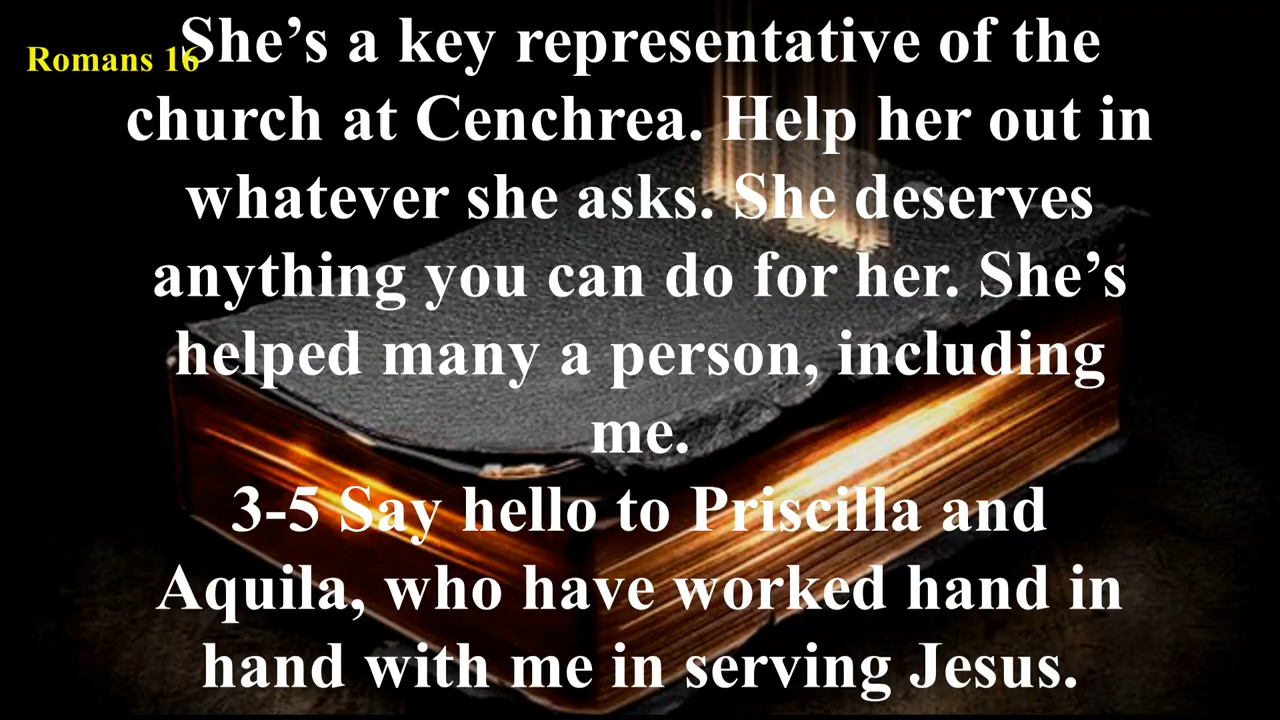 Romans 16
She’s a key representative of the
church at Cenchrea. Help her out in
whatever she asks. She deserves
anything you can do for her. She’s
helped many a person, including
me.
3-5 Say hello to Priscilla and
Aquila, who have worked hand in
hand with me in serving Jesus.